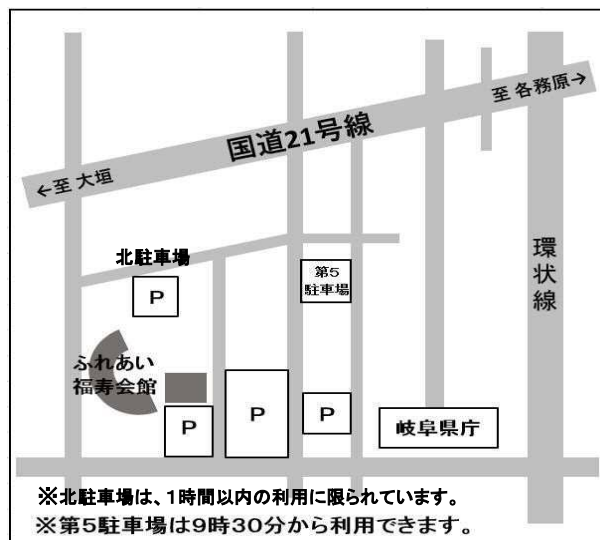 至 各務原→
国道21号線
←至 大垣
環状線
北駐車場
第5
駐車場
P
ふれあい
福寿会館
P
P
P
岐阜県庁
※北駐車場は、1時間以内の利用に限られています。
※第5駐車場は9時30分から利用できます。